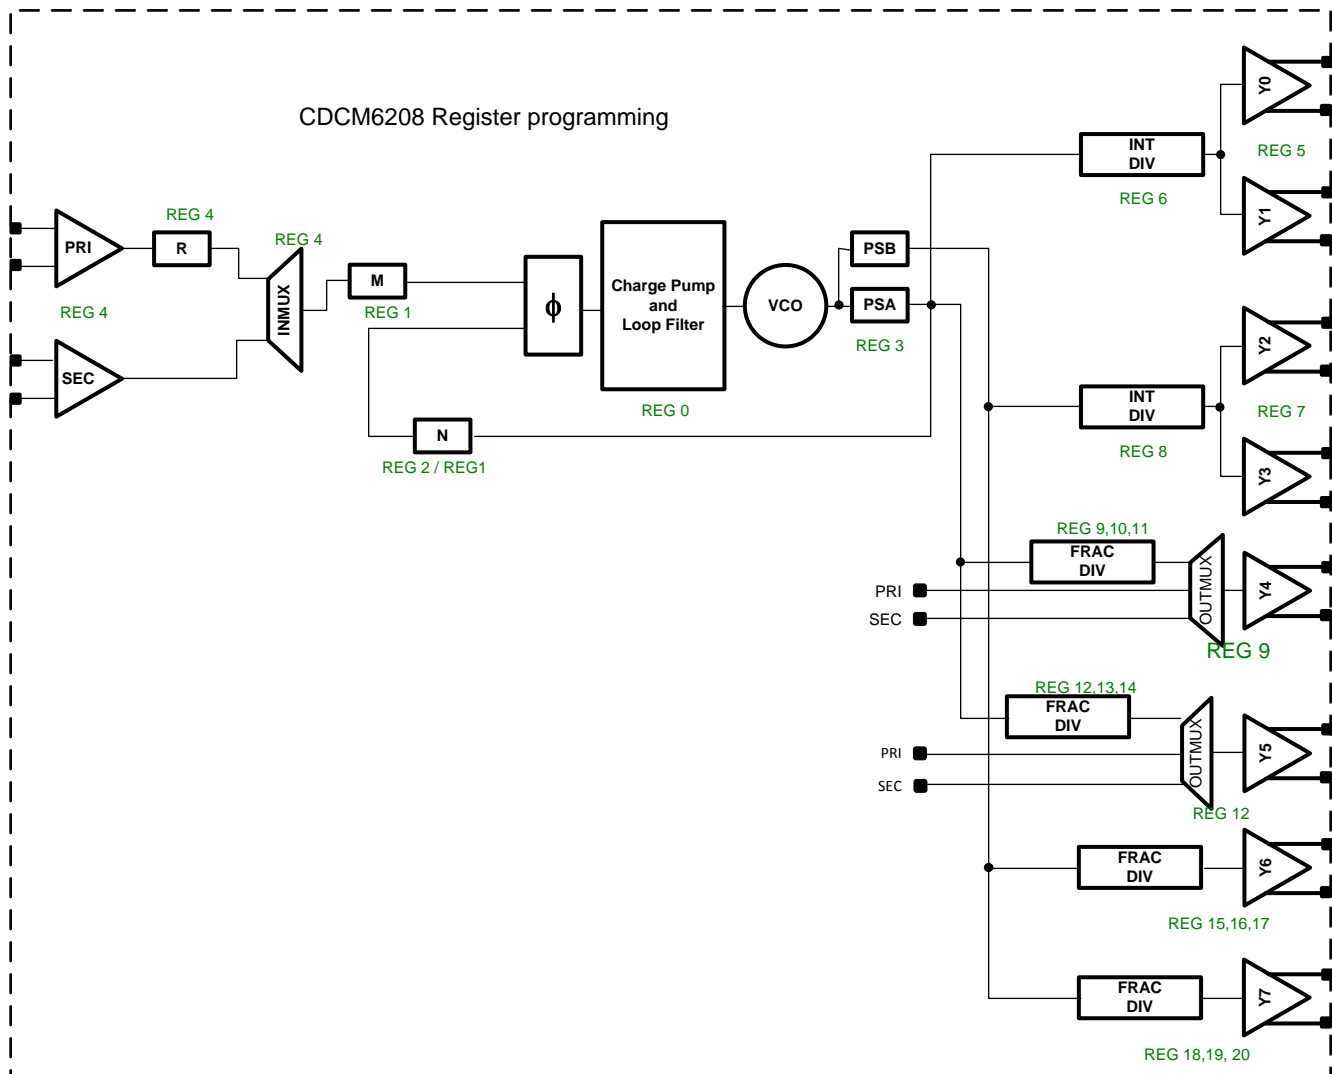 CDCM6208 Register programming
Y0
INT
DIV
REG 5
REG 6
Y1
REG 4
REG 4
PRI
R
REG 4
INMUX
M
REG 1
SEC
ϕ
Charge Pump
and
Loop Filter
REG 0
VCO
PSB
PSA
REG 3
N
REG 2 / REG1
Y2
INT
DIV
REG 7
REG 8
Y3
REG 9,10,11
FRAC
DIV
PRI
SEC
OUTMUX
Y4
REG 9
REG 12,13,14
FRAC
DIV
PRI
SEC
OUTMUX
Y5
REG 12
FRAC
DIV
Y6
REG 15,16,17
FRAC
DIV
Y7
REG 18,19, 20